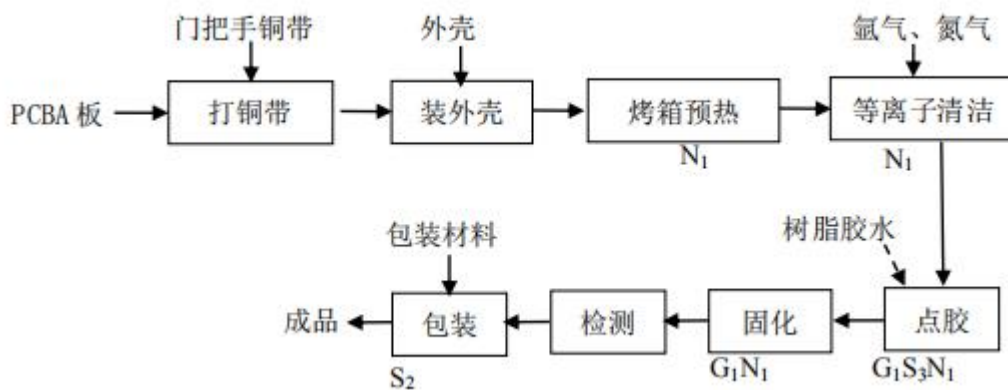 门把手铜带
外壳
氩气、氮气
PCBA 板
打铜带
装外壳
烤箱预热
等离子清洁
N₁
N₁
包装材料
树脂胶水
成品
包装
检测
固化
点胶
S₂
G₁N₁
G₁S₃N₁